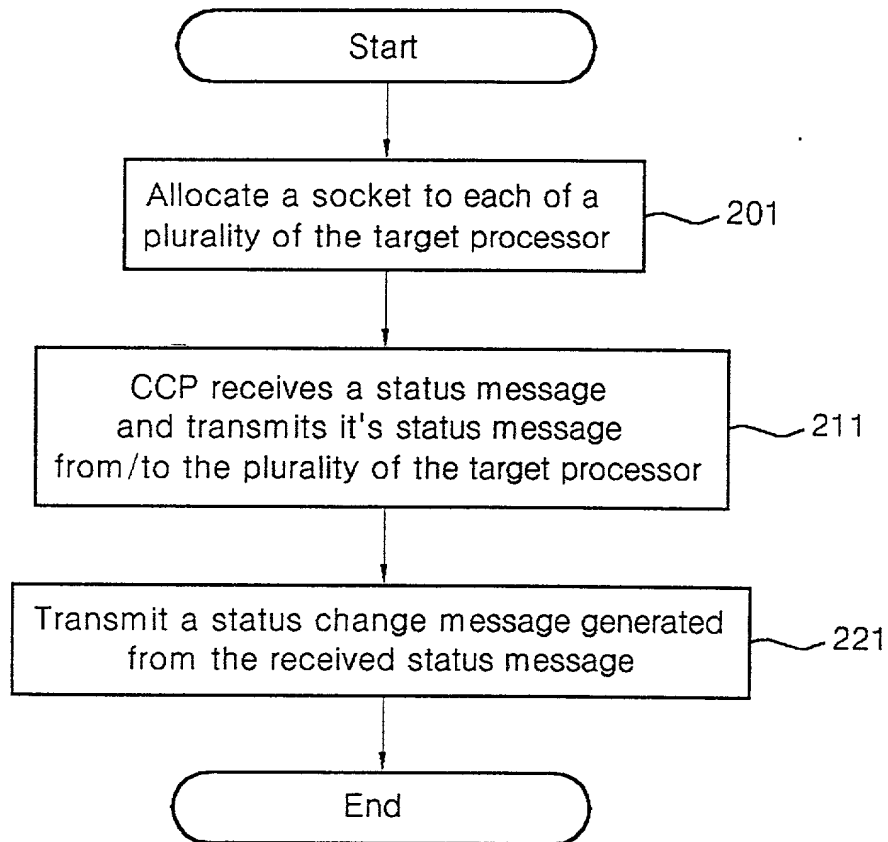 Start
Allocate a socket to each of a
plurality of the target processor
201
CCP receives a status message
and transmits it's status message
from/to the plurality of the target processor
211
Transmit a status change message generated
from the received status message
221
End